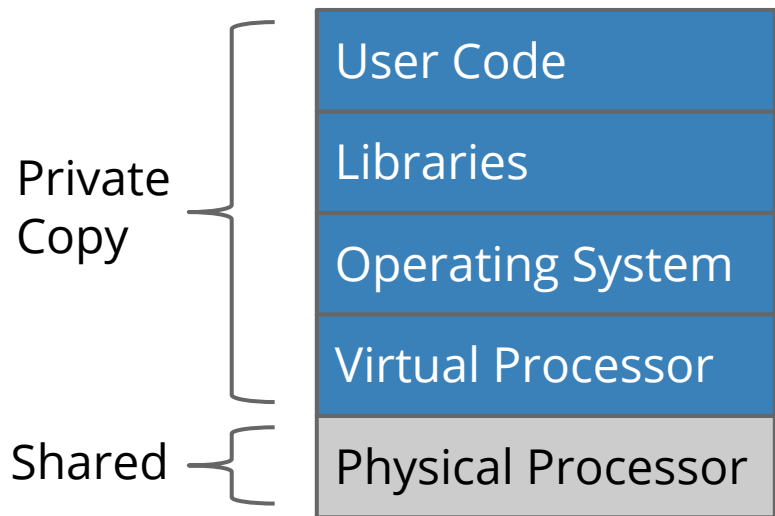 User Code
Libraries
Private
Copy
Operating System
Virtual Processor
Shared
Physical Processor